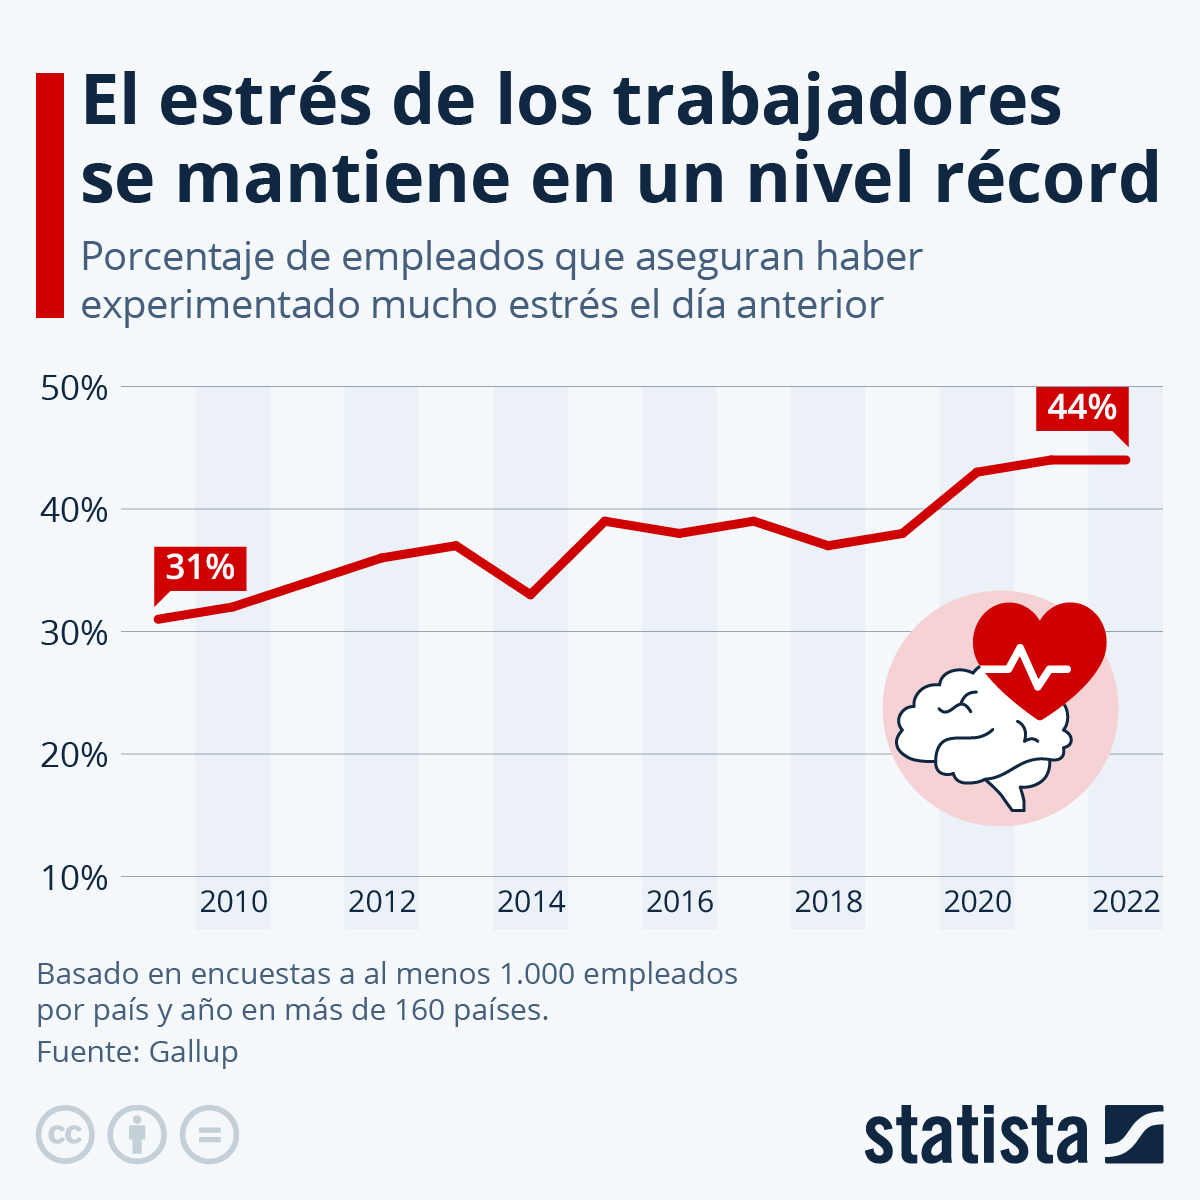 El estrés de los trabajadores
se mantiene en un nivel récord
Porcentaje de empleados que aseguran haber
experimentado mucho estrés el día anterior
50%
44%
40%
31%
30%
20%
10%
2010 2012 2014 2016 2018 2020 2022
Basado en encuestas a al menos 1.000 empleados
por país y año en más de 160 países.
Fuente: Gallup
cc
statista